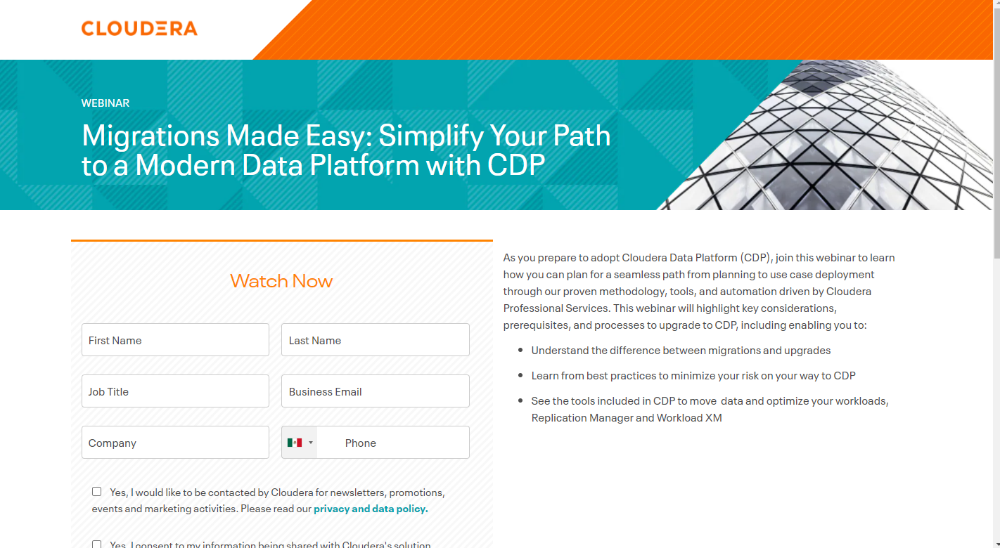 CLOUDERA
WEBINAR
Migrations Made Easy: Simplify Your Path
to a Modern Data Platform with CDP
Watch Now
First Name
Last Name
Job Title
Business Email
Company
Phone
Yes, I would like to be contacted by Cloudera for newsletters, promotions,
events and marketing activities. Please read our privacy and data policy.
Yes, I consent to my information being shared with Cloudera's solution
As you prepare to adopt Cloudera Data Platform (CDP), join this webinar to learn
how you can plan for a seamless path from planning to use case deployment
through our proven methodology, tools, and automation driven by Cloudera
Professional Services. This webinar will highlight key considerations,
prerequisites, and processes to upgrade to CDP, including enabling you to:
Understand the difference between migrations and upgrades
Learn from best practices to minimize your risk on your way to CDP
See the tools included in CDP to move data and optimize your workloads,
Replication Manager and Workload XM